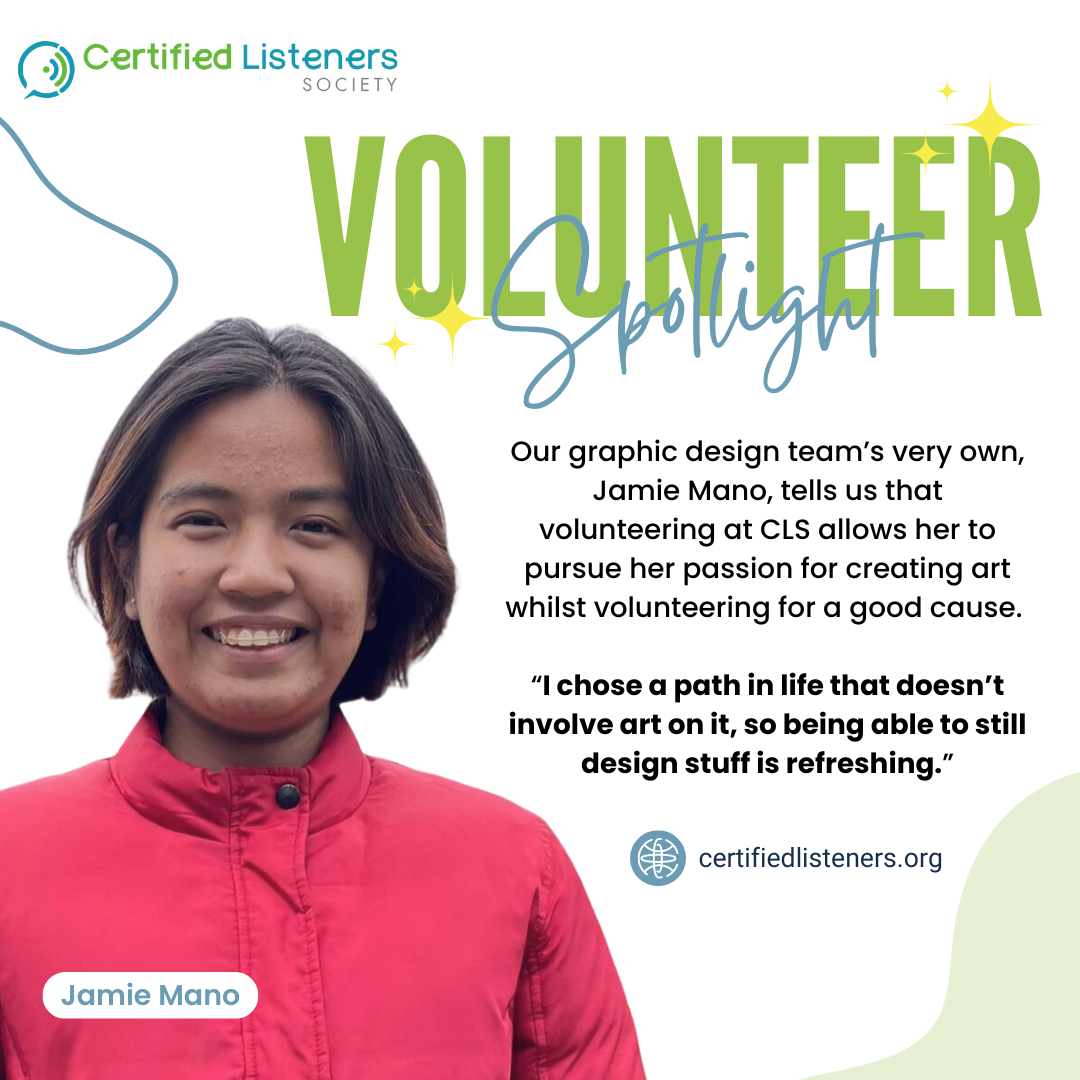 Certified Listeners
SOCIETY
VOLUNTEER
Spotlight
Our graphic design team’s very own,
Jamie Mano, tells us that
volunteering at CLS allows her to
pursue her passion for creating art
whilst volunteering for a good cause.
“I chose a path in life that doesn’t
involve art on it, so being able to still
design stuff is refreshing.”
certifiedlisteners.org
Jamie Mano